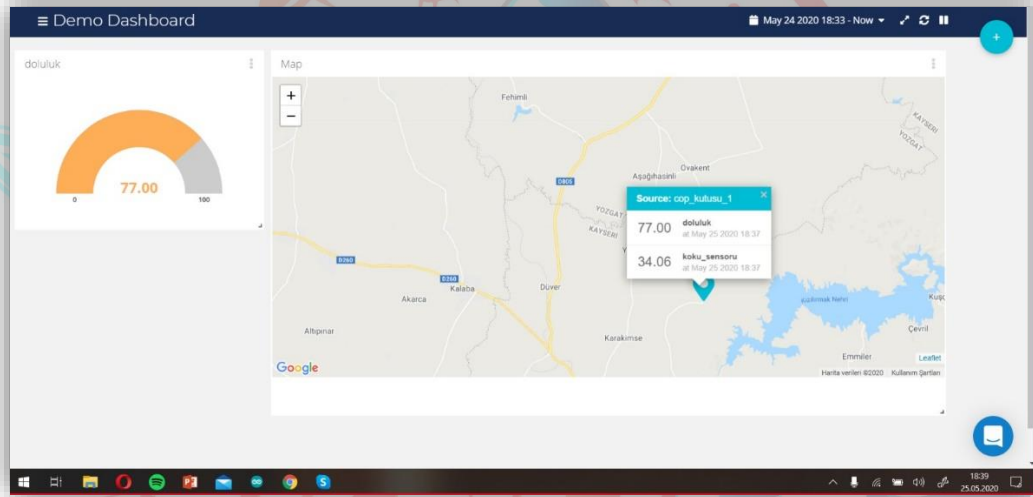 Demo Dashboard
May 24 2020 18:33 - Now
+
doluluk
77.00
0
100
Map
+
−
Fehimli
KAYSERI
YOZGAT
Ovakent
Aşağıhasinli
D805
Source: cop_kutusu_1
×
YOZGAT
KAYSERI
77.00
doluluk
at May 25 2020 18:37
34.06
koku_sensoru
at May 25 2020 18:37
D260
D260
Kalaba
Düver
Akarca
Kızılırmak Nehri
Altıpınar
Karakimse
Çevril
Emmiler
Leaflet
Google
Harita verileri ©2020
Kullanım Şartları
18:39
25.05.2020